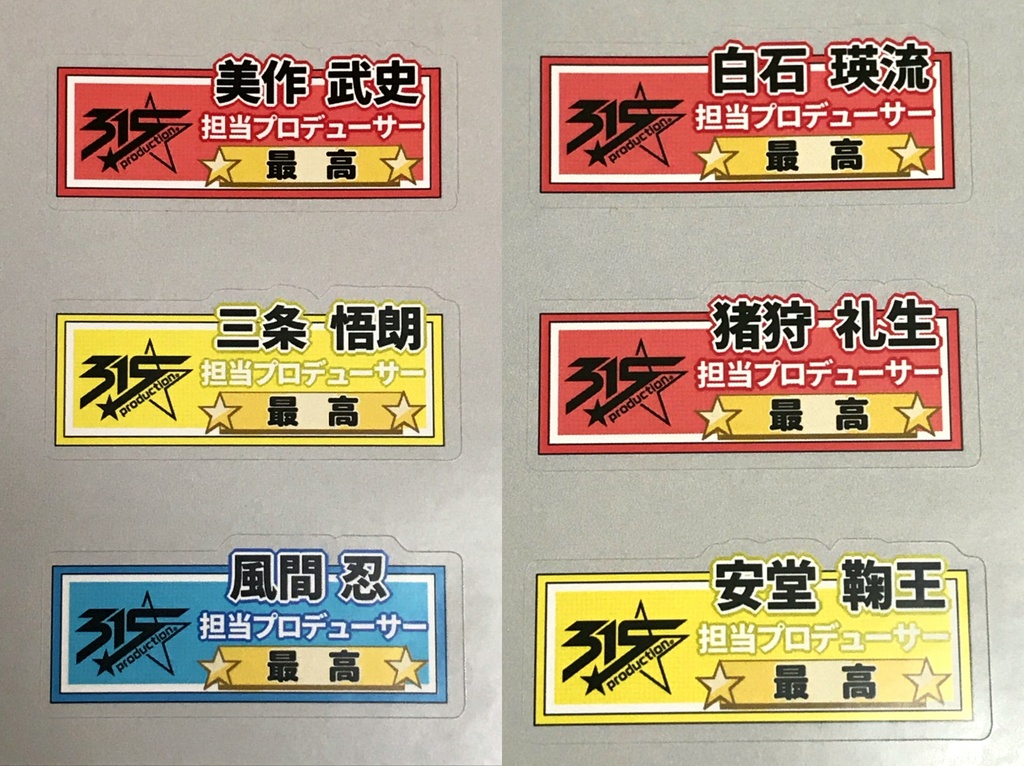 美作 武史
担当プロデューサー
315
production
最高
三条 悟朗
担当プロデューサー
315
production
最高
風間 忍
担当プロデューサー
315
production
最高
白石 瑛流
担当プロデューサー
315
production
最高
猪狩 礼生
担当プロデューサー
315
production
最高
安堂 鞠王
担当プロデューサー
315
production
最高